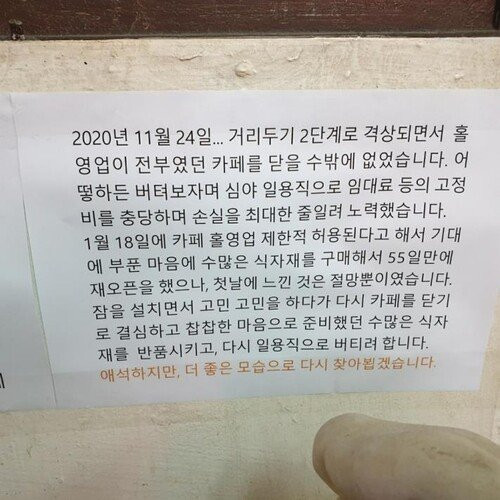 2020년 11월 24일... 거리두기 2단계로 격상되면서 홀
영업이 전부였던 카페를 닫을 수밖에 없었습니다. 어
떻하든 버텨보자며 심야 일용직으로 임대료 등의 고정
비를 충당하며 손실을 최대한 줄일려 노력했습니다.
1월 18일에 카페 홀영업 제한적 허용된다고 해서 기대
에 부푼 마음에 수많은 식자재를 구매해서 55일만에
재오픈을 했으나, 첫날에 느낀 것은 절망뿐이였습니다.
잠을 설치면서 고민 고민을 하다가 다시 카페를 닫기
로 결심하고 찹찹한 마음으로 준비했던 수많은 식자
재를 반품시키고, 다시 일용직으로 버티려 합니다.
애석하지만, 더 좋은 모습으로 다시 찾아뵙겠습니다.